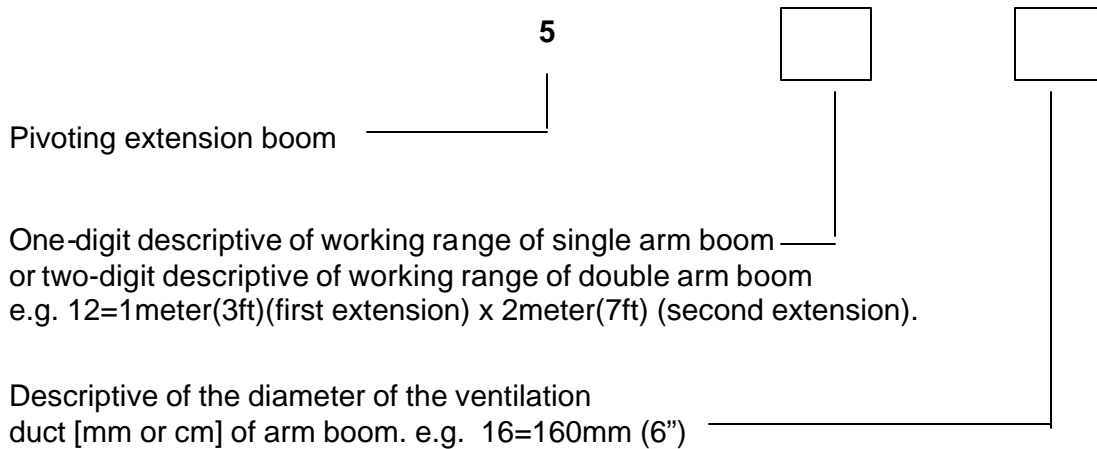 5
Pivoting extension boom
One-digit descriptive of working range of single arm boom
or two-digit descriptive of working range of double arm boom
e.g. 12=1meter(3ft)(first extension) x 2meter(7ft) (second extension).
Descriptive of the diameter of the ventilation
duct [mm or cm] of arm boom. e.g.  16=160mm (6”)